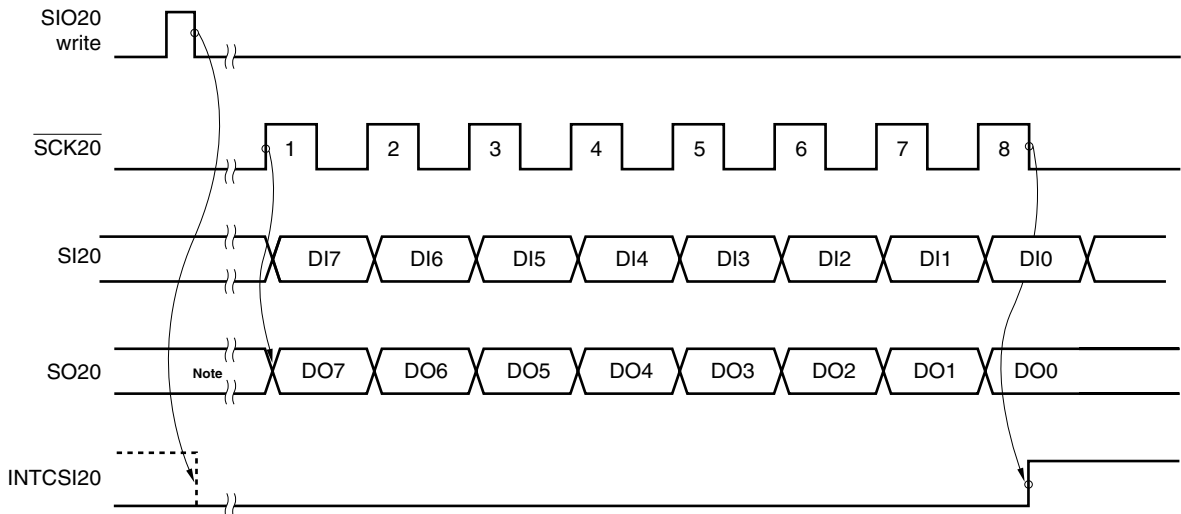 SIO20
write
SCK20
1 2 3 4 5 6 7 8
SI20
DI7 DI6 DI5 DI4 DI3 DI2 DI1 DI0
SO20
Note
DO7 DO6 DO5 DO4 DO3 DO2 DO1 DO0
INTCSI20